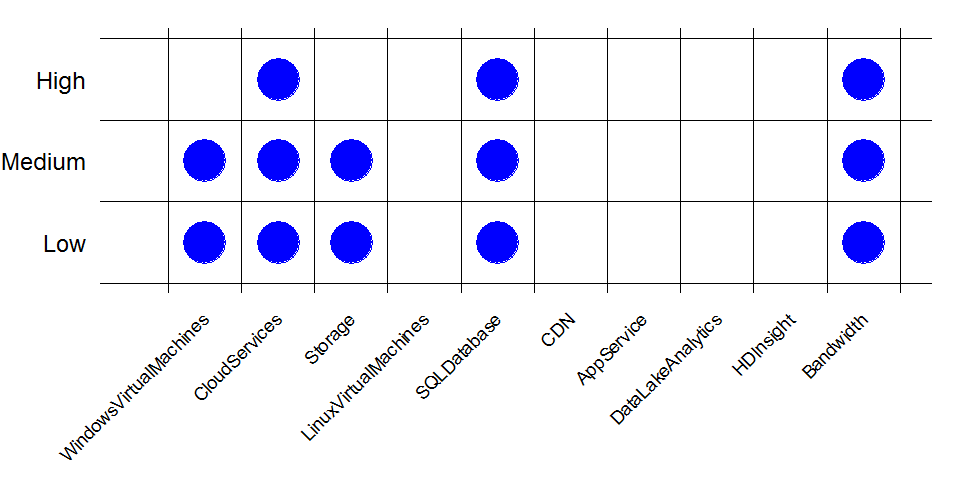 High
Medium
Low
WindowsVirtualMachines
CloudServices
Storage
LinuxVirtualMachines
SQLDatabase
CDN
AppService
DataLakeAnalytics
HDInsight
Bandwidth